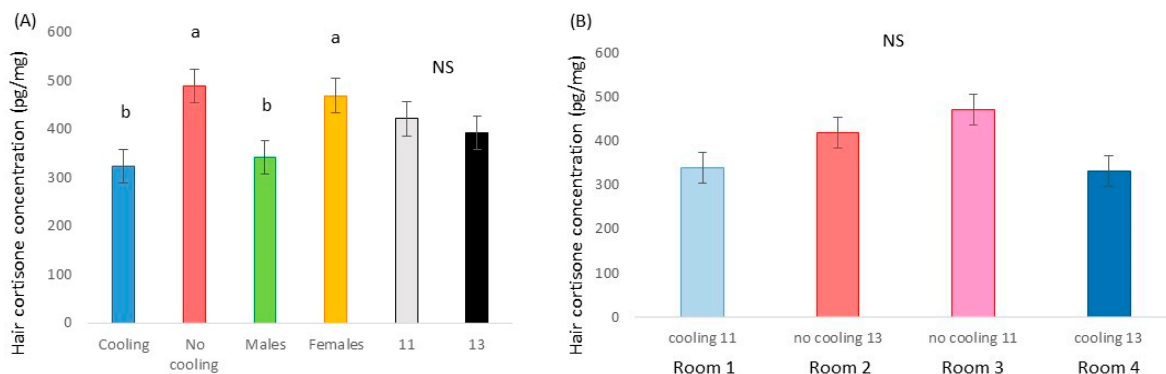 (A)
Hair cortisone concentration (pg/mg)
600
500
400
300
200
100
0
b
a
b
a
NS
Cooling
No cooling
Males
Females
11
13
(B)
Hair cortisone concentration (pg/mg)
600
500
400
300
200
100
0
NS
cooling 11
no cooling 13
no cooling 11
cooling 13
Room 1
Room 2
Room 3
Room 4